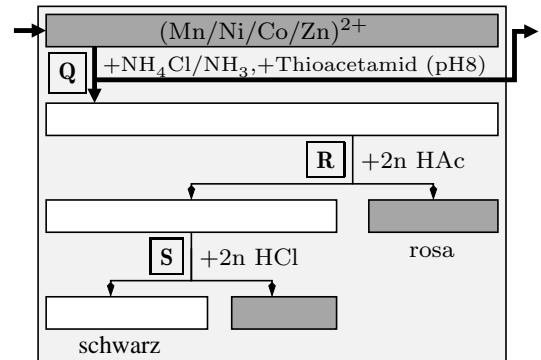 (Mn/Ni/Co/Zn)²⁺
Q +NH₄Cl/NH₃,+Thioacetamid (pH8)
R +2n HAc
rosa
S +2n HCl
schwarz